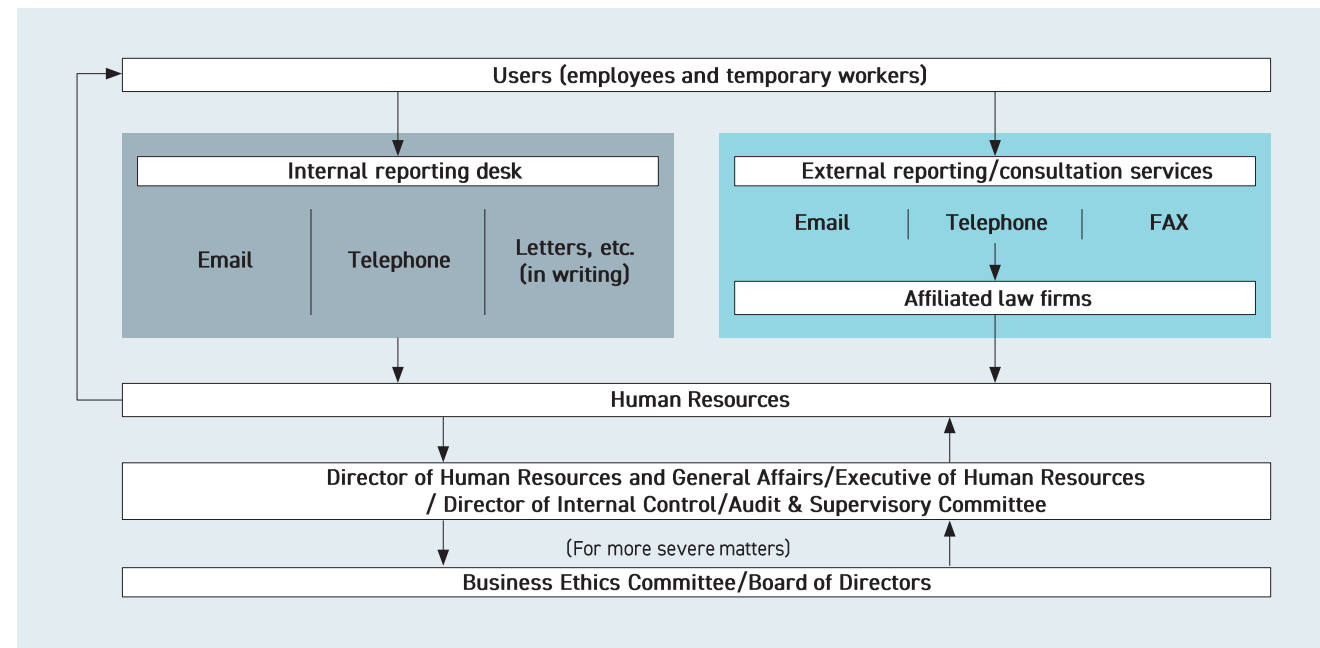 Users (employees and temporary workers)
Internal reporting desk
Email
Telephone
Letters, etc.
(in writing)
External reporting/consultation services
Email
Telephone
FAX
Affiliated law firms
Human Resources
Director of Human Resources and General Affairs/Executive of Human Resources
/ Director of Internal Control/Audit & Supervisory Committee
(For more severe matters)
Business Ethics Committee/Board of Directors